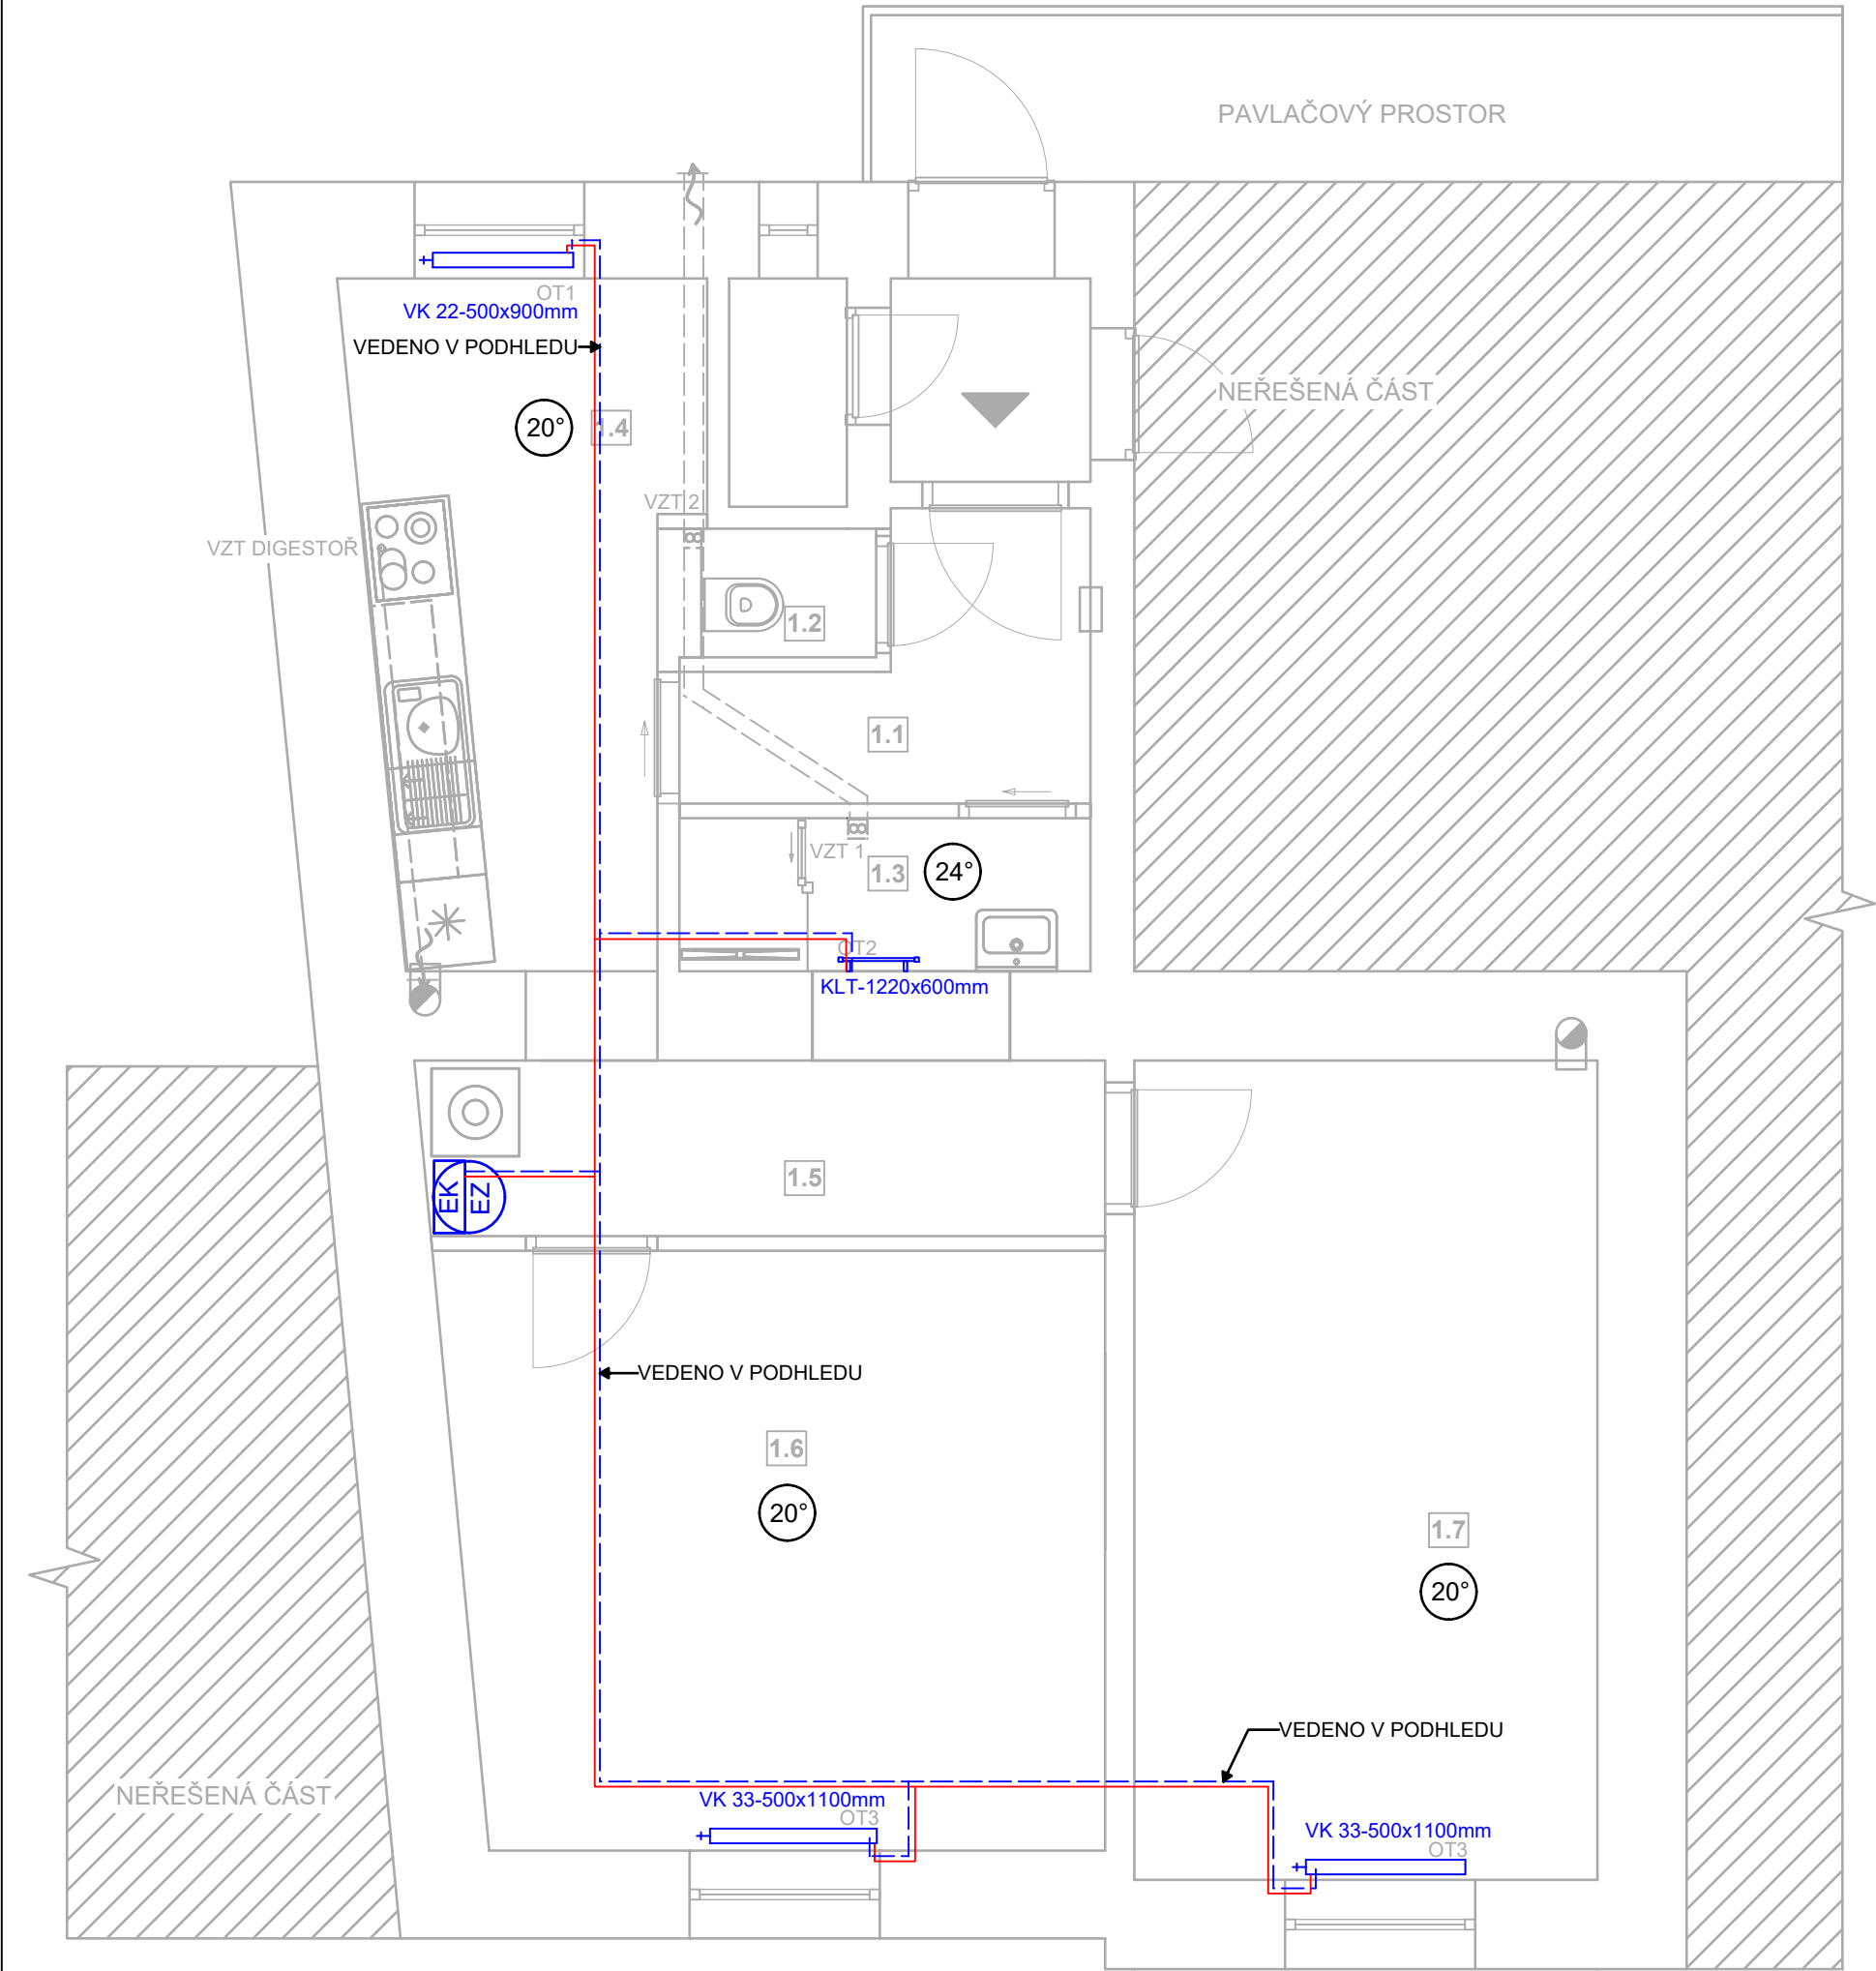 PAVLAČOVÝ PROSTOR
OT1
VK 22-500x900mm
VEDENO V PODHLEDU
NEŘEŠENÁ ČÁST
20°
1.4
VZT 2
VZT DIGESTOŘ
1.2
1.1
VZT 1
1.3
24°
OT2
KLT-1220x600mm
1.5
EK
EZ
VEDENO V PODHLEDU
1.6
20°
1.7
20°
VEDENO V PODHLEDU
NEŘEŠENÁ ČÁST
VK 33-500x1100mm
OT3
VK 33-500x1100mm
OT3